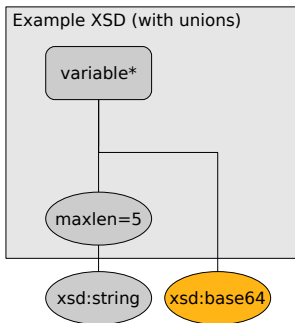 Example XSD (with unions)
variable*
maxlen=5
xsd:string
xsd:base64